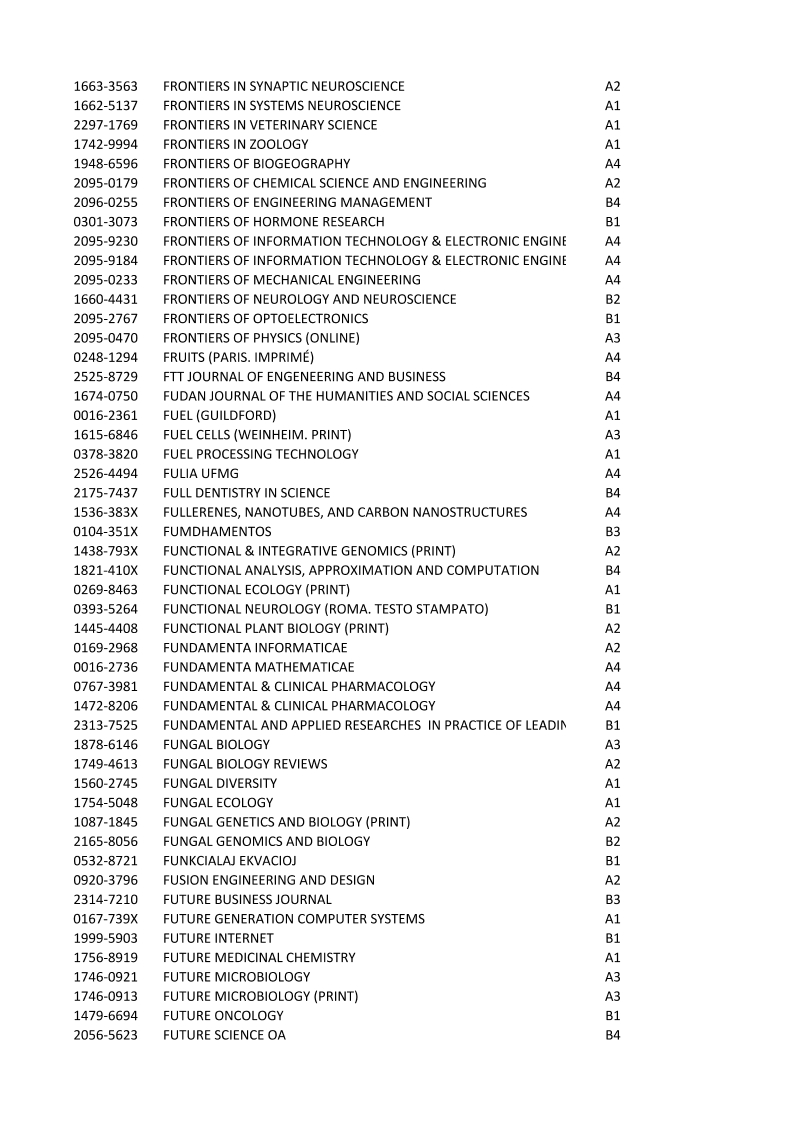 1663-3563 FRONTIERS IN SYNAPTIC NEUROSCIENCE A2
1662-5137 FRONTIERS IN SYSTEMS NEUROSCIENCE A1
2297-1769 FRONTIERS IN VETERINARY SCIENCE A1
1742-9994 FRONTIERS IN ZOOLOGY A1
1948-6596 FRONTIERS OF BIOGEOGRAPHY A4
2095-0179 FRONTIERS OF CHEMICAL SCIENCE AND ENGINEERING A2
2096-0255 FRONTIERS OF ENGINEERING MANAGEMENT B4
0301-3073 FRONTIERS OF HORMONE RESEARCH B1
2095-9230 FRONTIERS OF INFORMATION TECHNOLOGY & ELECTRONIC ENGINE A4
2095-9184 FRONTIERS OF INFORMATION TECHNOLOGY & ELECTRONIC ENGINE A4
2095-0233 FRONTIERS OF MECHANICAL ENGINEERING A4
1660-4431 FRONTIERS OF NEUROLOGY AND NEUROSCIENCE B2
2095-2767 FRONTIERS OF OPTOELECTRONICS B1
2095-0470 FRONTIERS OF PHYSICS (ONLINE) A3
0248-1294 FRUITS (PARIS. IMPRIMÉ) A4
2525-8729 FTT JOURNAL OF ENGENEERING AND BUSINESS B4
1674-0750 FUDAN JOURNAL OF THE HUMANITIES AND SOCIAL SCIENCES A4
0016-2361 FUEL (GUILDFORD) A1
1615-6846 FUEL CELLS (WEINHEIM. PRINT) A3
0378-3820 FUEL PROCESSING TECHNOLOGY A1
2526-4494 FULIA UFMG A4
2175-7437 FULL DENTISTRY IN SCIENCE B4
1536-383X FULLERENES, NANOTUBES, AND CARBON NANOSTRUCTURES A4
0104-351X FUMDHAMENTOS B3
1438-793X FUNCTIONAL & INTEGRATIVE GENOMICS (PRINT) A2
1821-410X FUNCTIONAL ANALYSIS, APPROXIMATION AND COMPUTATION B4
0269-8463 FUNCTIONAL ECOLOGY (PRINT) A1
0393-5264 FUNCTIONAL NEUROLOGY (ROMA. TESTO STAMPATO) B1
1445-4408 FUNCTIONAL PLANT BIOLOGY (PRINT) A2
0169-2968 FUNDAMENTA INFORMATICAE A2
0016-2736 FUNDAMENTA MATHEMATICAE A4
0767-3981 FUNDAMENTAL & CLINICAL PHARMACOLOGY A4
1472-8206 FUNDAMENTAL & CLINICAL PHARMACOLOGY A4
2313-7525 FUNDAMENTAL AND APPLIED RESEARCHES  IN PRACTICE OF LEADIN B1
1878-6146 FUNGAL BIOLOGY A3
1749-4613 FUNGAL BIOLOGY REVIEWS A2
1560-2745 FUNGAL DIVERSITY A1
1754-5048 FUNGAL ECOLOGY A1
1087-1845 FUNGAL GENETICS AND BIOLOGY (PRINT) A2
2165-8056 FUNGAL GENOMICS AND BIOLOGY B2
0532-8721 FUNKCIALAJ EKVACIOJ B1
0920-3796 FUSION ENGINEERING AND DESIGN A2
2314-7210 FUTURE BUSINESS JOURNAL B3
0167-739X FUTURE GENERATION COMPUTER SYSTEMS A1
1999-5903 FUTURE INTERNET B1
1756-8919 FUTURE MEDICINAL CHEMISTRY A1
1746-0921 FUTURE MICROBIOLOGY A3
1746-0913 FUTURE MICROBIOLOGY (PRINT) A3
1479-6694 FUTURE ONCOLOGY B1
2056-5623 FUTURE SCIENCE OA B4